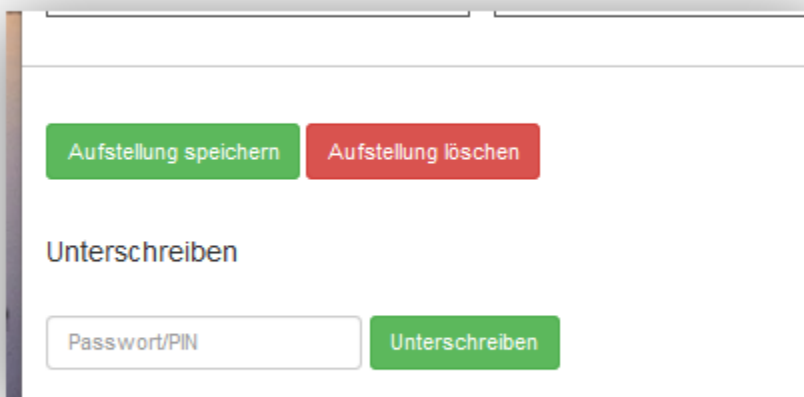 Aufstellung speichern Aufstellung löschen
Unterschreiben
Passwort/PIN Unterschreiben